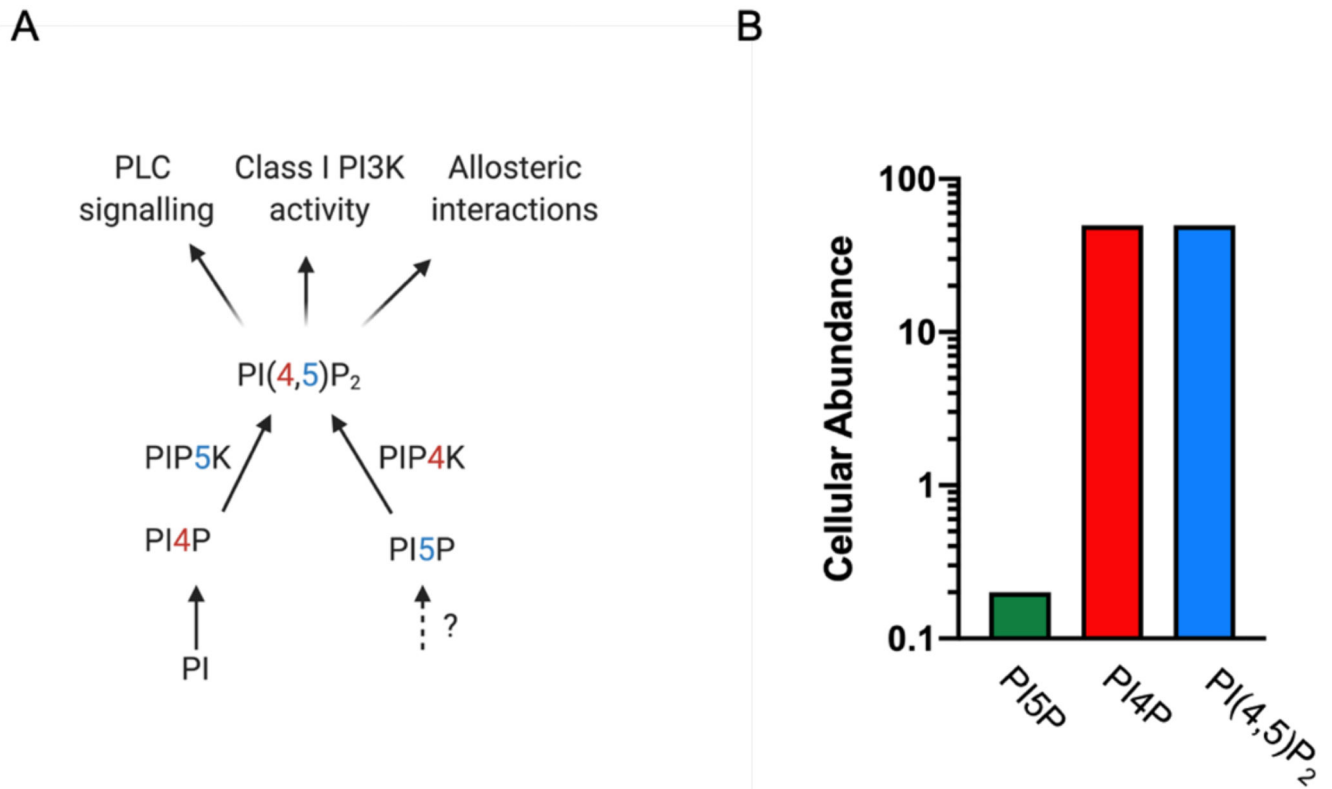 A
B
PLC signalling
Class I PI3K activity
Allosteric interactions
PI(4,5)P₂
PIP5K
PIP4K
PI4P
PI5P
?
PI
Cellular Abundance
100
10
1
0.1
PI5P
PI4P
PI(4,5)P₂